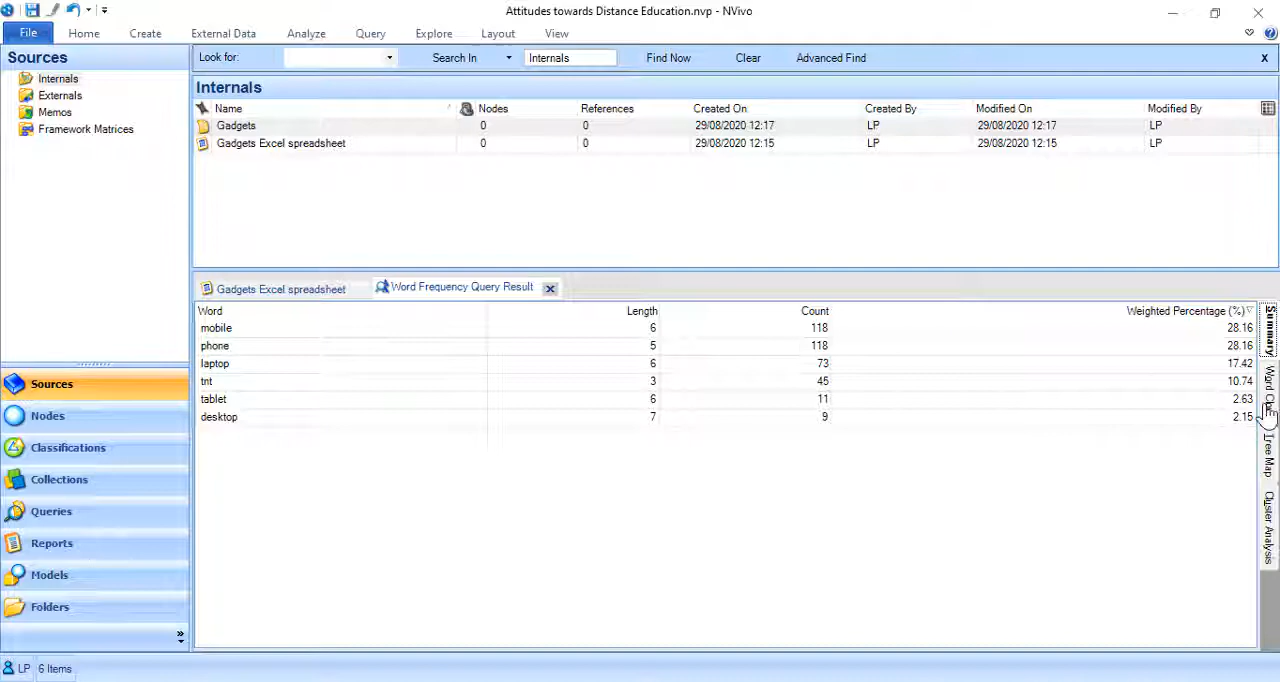 Attitudes towards Distance Education.nvp - NVivo
File Home Create External Data Analyze Query Explore Layout View
Sources
Look for: Search In Internals Find Now Clear Advanced Find x
Internals
Externals
Memos
Framework Matrices
Internals
Name Nodes References Created On Created By Modified On Modified By
Gadgets 0 0 29/08/2020 12:17 LP 29/08/2020 12:17 LP
Gadgets Excel spreadsheet 0 0 29/08/2020 12:15 LP 29/08/2020 12:15 LP
Gadgets Excel spreadsheet Word Frequency Query Result
Word Length Count Weighted Percentage (%)
mobile 6 118 28.16
phone 5 118 28.16
laptop 6 73 17.42
tnt 3 45 10.74
tablet 6 11 2.63
desktop 7 9 2.15
Summary
Word
Tree Map
Cluster Analysis
Sources
Nodes
Classifications
Collections
Queries
Reports
Models
Folders
LP 6 Items